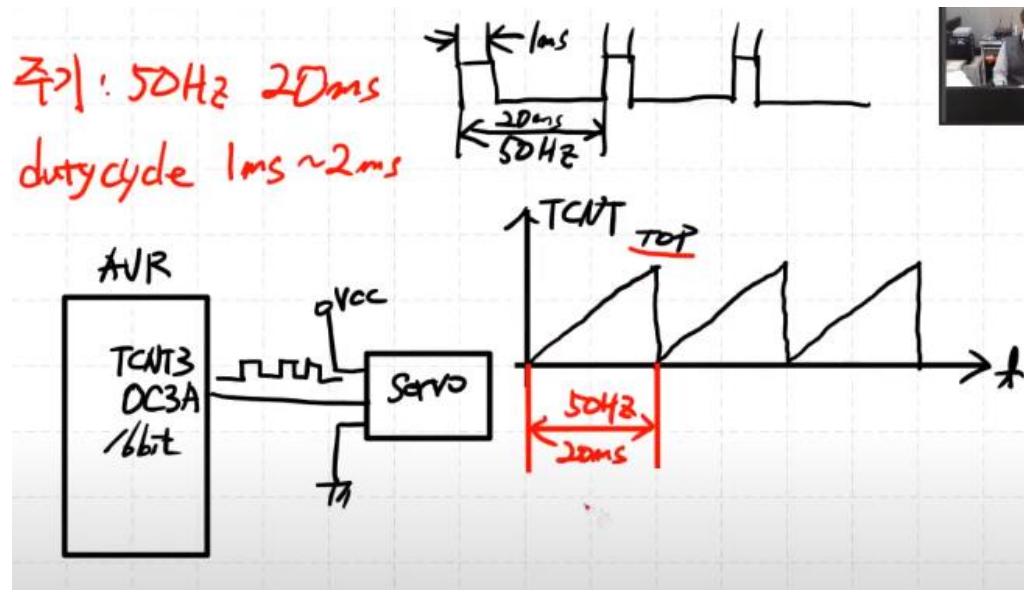 주기 : 50Hz 20ms
dutycycle 1ms ~ 2ms
1ms
20ms
50Hz
AVR
TCNT3
OC3A
16bit
Vcc
Servo
TCNT
TOP
t
50Hz
20ms